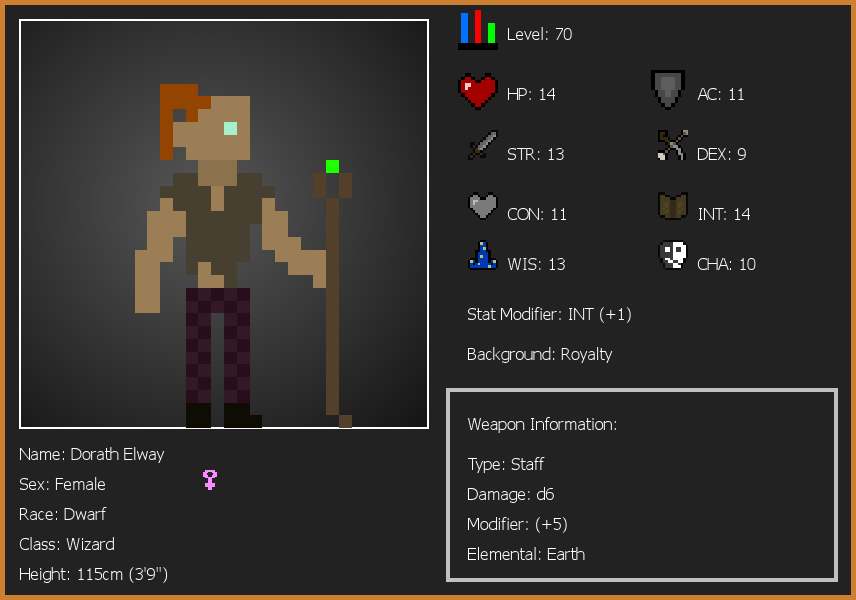 Level: 70
HP: 14
AC: 11
STR: 13
DEX: 9
CON: 11
INT: 14
WIS: 13
CHA: 10
Stat Modifier: INT (+1)
Background: Royalty
Weapon Information:
Type: Staff
Damage: d6
Modifier: (+5)
Elemental: Earth
Name: Dorath Elway
Sex: Female
Race: Dwarf
Class: Wizard
Height: 115cm (3'9")